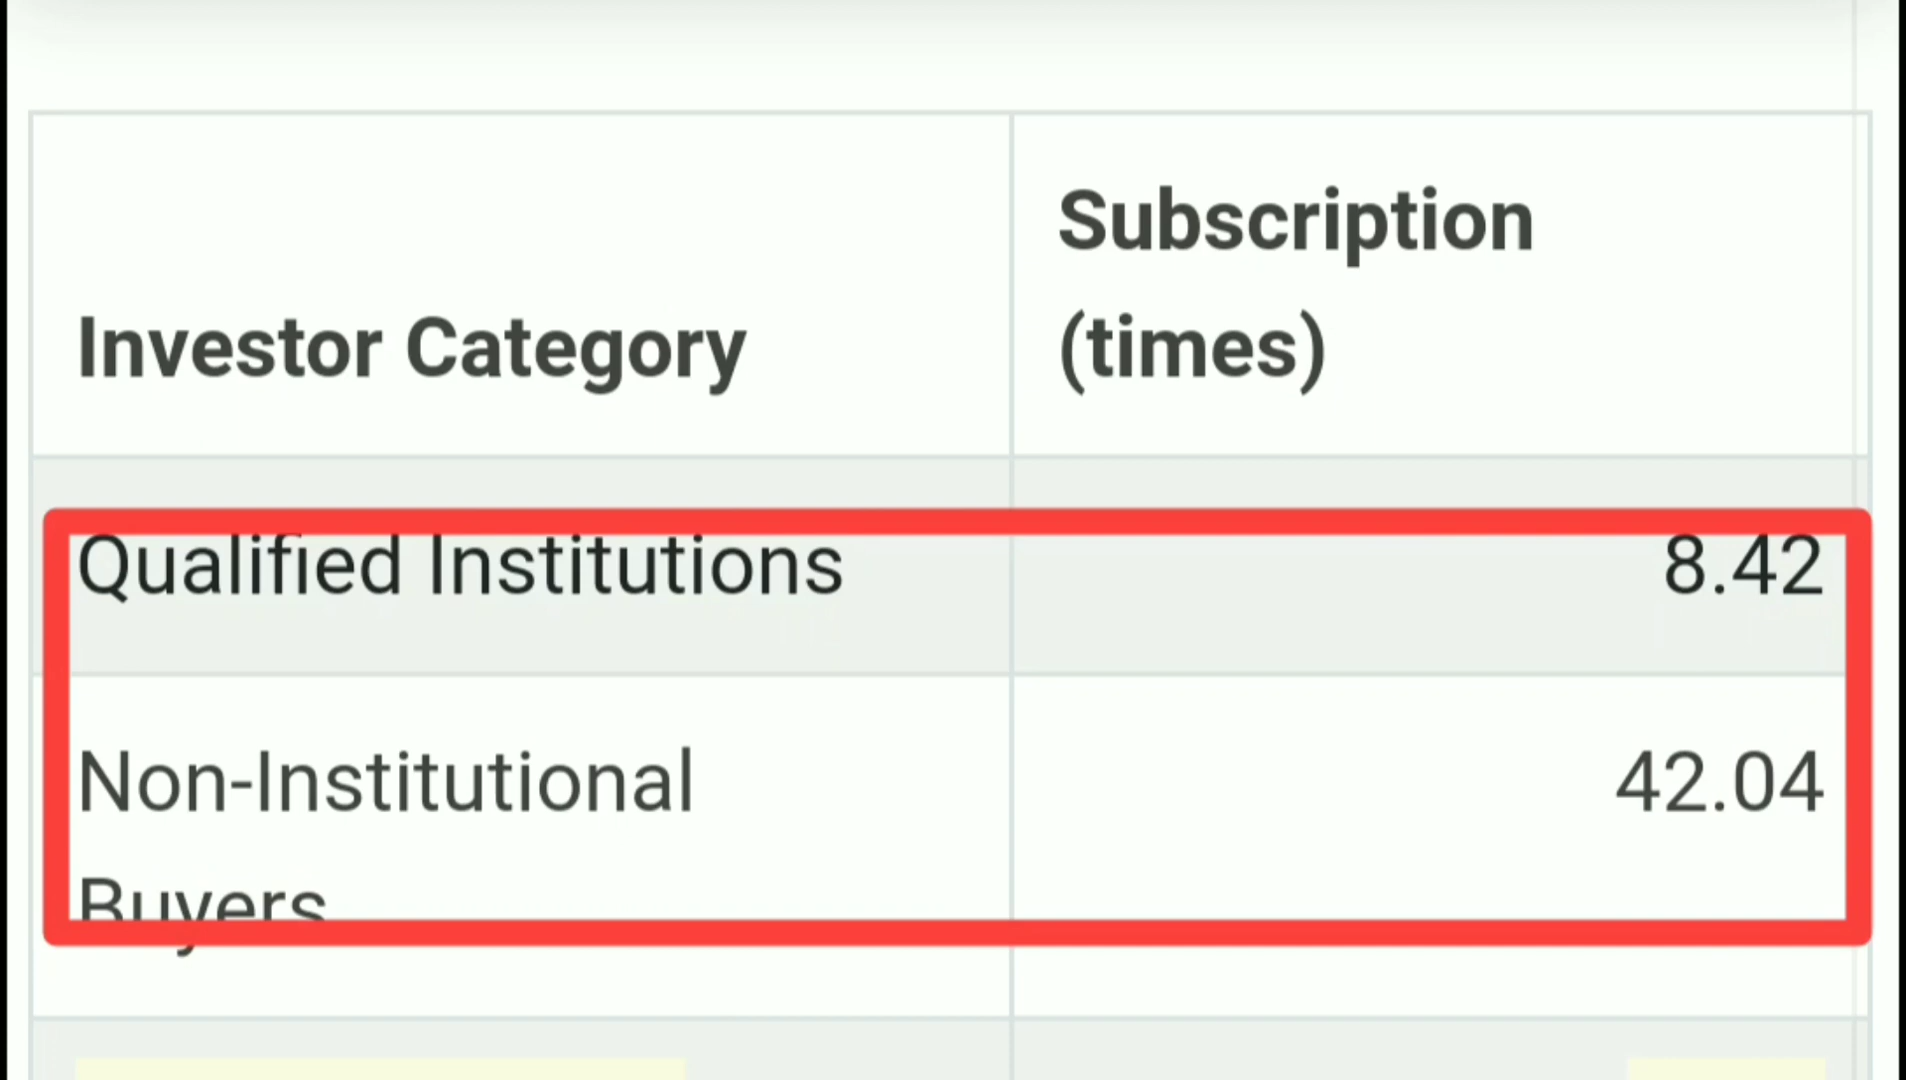 Subscription
Investor Category (times)
Qualified Institutions 8.42
Non-Institutional 42.04
Buyers